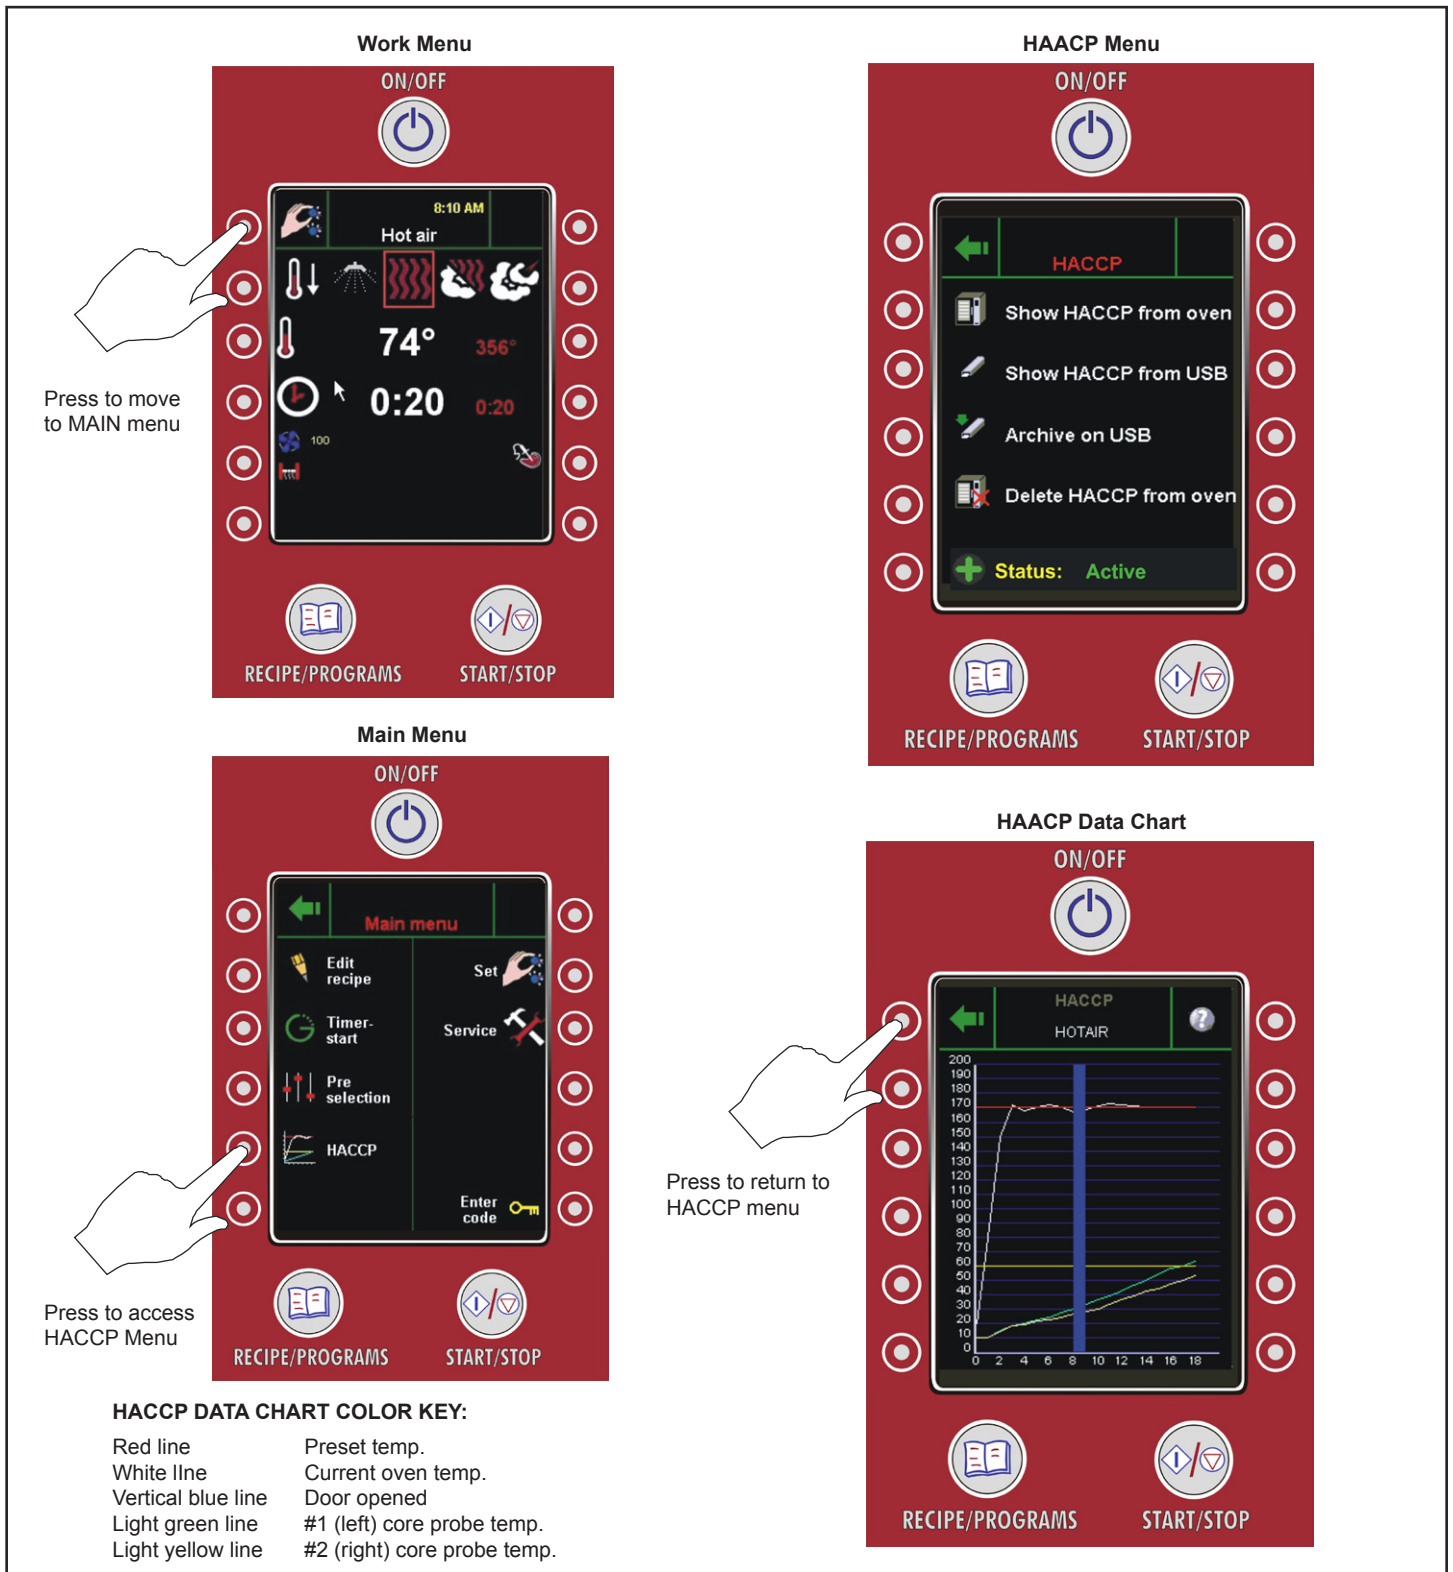 Work Menu
ON/OFF
8:10 AM
Hot air
74° 356°
0:20 0:20
100
Press to move
to MAIN menu
RECIPE/PROGRAMS START/STOP
HAACP Menu
ON/OFF
HACCP
Show HACCP from oven
Show HACCP from USB
Archive on USB
Delete HACCP from oven
Status: Active
RECIPE/PROGRAMS START/STOP
Main Menu
ON/OFF
Main menu
Edit
recipe
Set
Timer-
start
Service
Pre
selection
HACCP
Enter
code
Press to access
HACCP Menu
RECIPE/PROGRAMS START/STOP
HAACP Data Chart
ON/OFF
HACCP
HOTAIR
?
200
190
180
170
160
150
140
130
120
110
100
90
80
70
60
50
40
30
20
10
0
0 2 4 6 8 10 12 14 16 18
Press to return to
HACCP menu
RECIPE/PROGRAMS START/STOP
HACCP DATA CHART COLOR KEY:
Red line Preset temp.
White lIne Current oven temp.
Vertical blue line Door opened
Light green line #1 (left) core probe temp.
Light yellow line #2 (right) core probe temp.